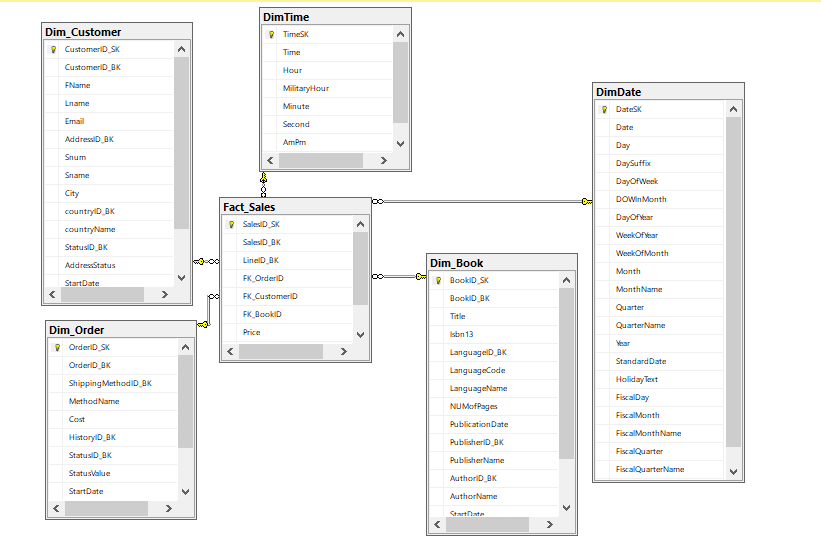 Dim_Customer
CustomerID_SK
CustomerID_BK
FName
Lname
Email
AddressID_BK
Snum
Sname
City
countryID_BK
countryName
StatusID_BK
AddressStatus
StartDate
DimTime
TimeSK
Time
Hour
MilitaryHour
Minute
Second
AmPm
DimDate
DateSK
Date
Day
DaySuffix
DayOfWeek
DOWInMonth
DayOfYear
WeekOfYear
WeekOfMonth
Month
MonthName
Quarter
QuarterName
Year
StandardDate
HolidayText
FiscalDay
FiscalMonth
FiscalMonthName
FiscalQuarter
FiscalQuarterName
Fact_Sales
SalesID_SK
SalesID_BK
LineID_BK
FK_OrderID
FK_CustomerID
FK_BookID
Price
Dim_Book
BookID_SK
BookID_BK
Title
Isbn13
LanguageID_BK
LanguageCode
LanguageName
NUMofPages
PublicationDate
PublisherID_BK
PublisherName
AuthorID_BK
AuthorName
StartDate
Dim_Order
OrderID_SK
OrderID_BK
ShippingMethodID_BK
MethodName
Cost
HistoryID_BK
StatusID_BK
StatusValue
StartDate